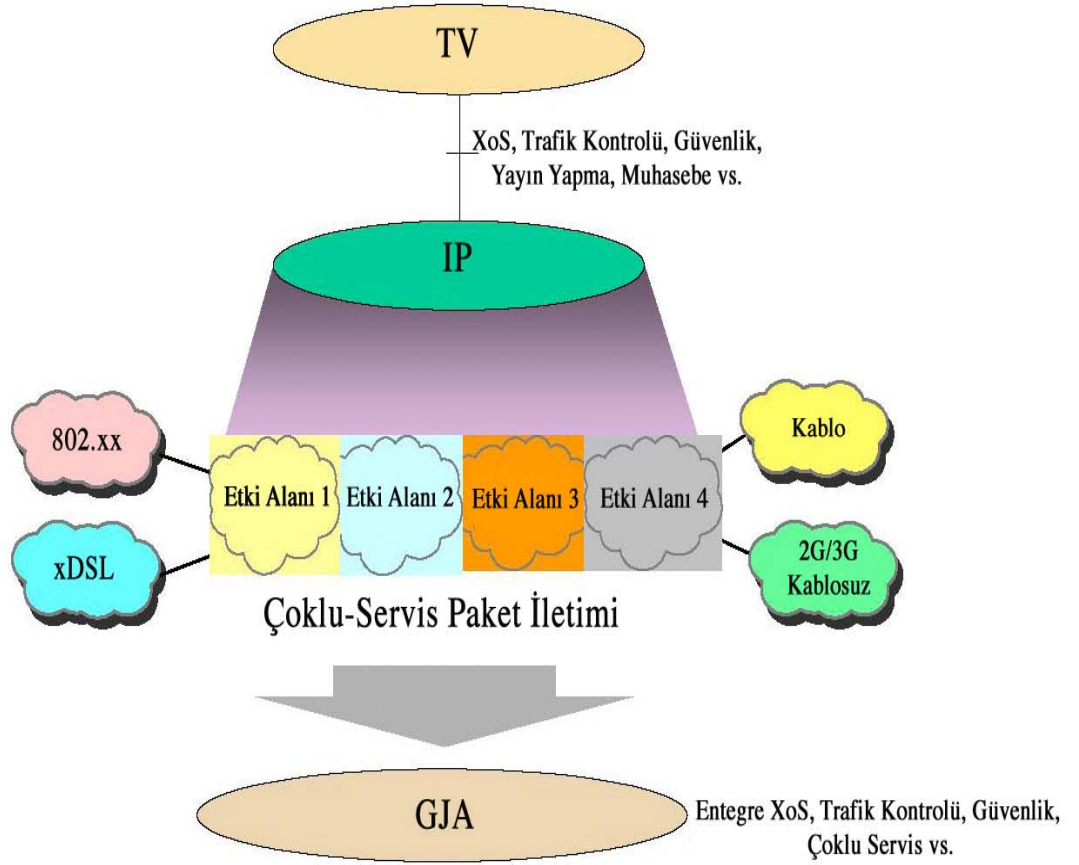 TV
XoS, Trafik Kontrolü, Güvenlik,
Yayın Yapma, Muhasebe vs.
IP
802.xx
Kablo
Etki Alanı 1
Etki Alanı 2
Etki Alanı 3
Etki Alanı 4
xDSL
2G/3G
Kablosuz
Çoklu-Servis Paket İletimi
GJA
Entegre XoS, Trafik Kontrolü, Güvenlik,
Çoklu Servis vs.